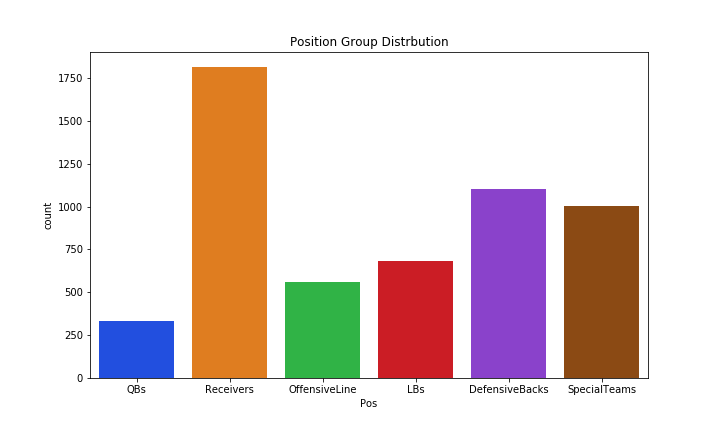 Position Group Distrbution
count
1750
1500
1250
1000
750
500
250
0
QBs
Receivers
OffensiveLine
LBs
DefensiveBacks
SpecialTeams
Pos